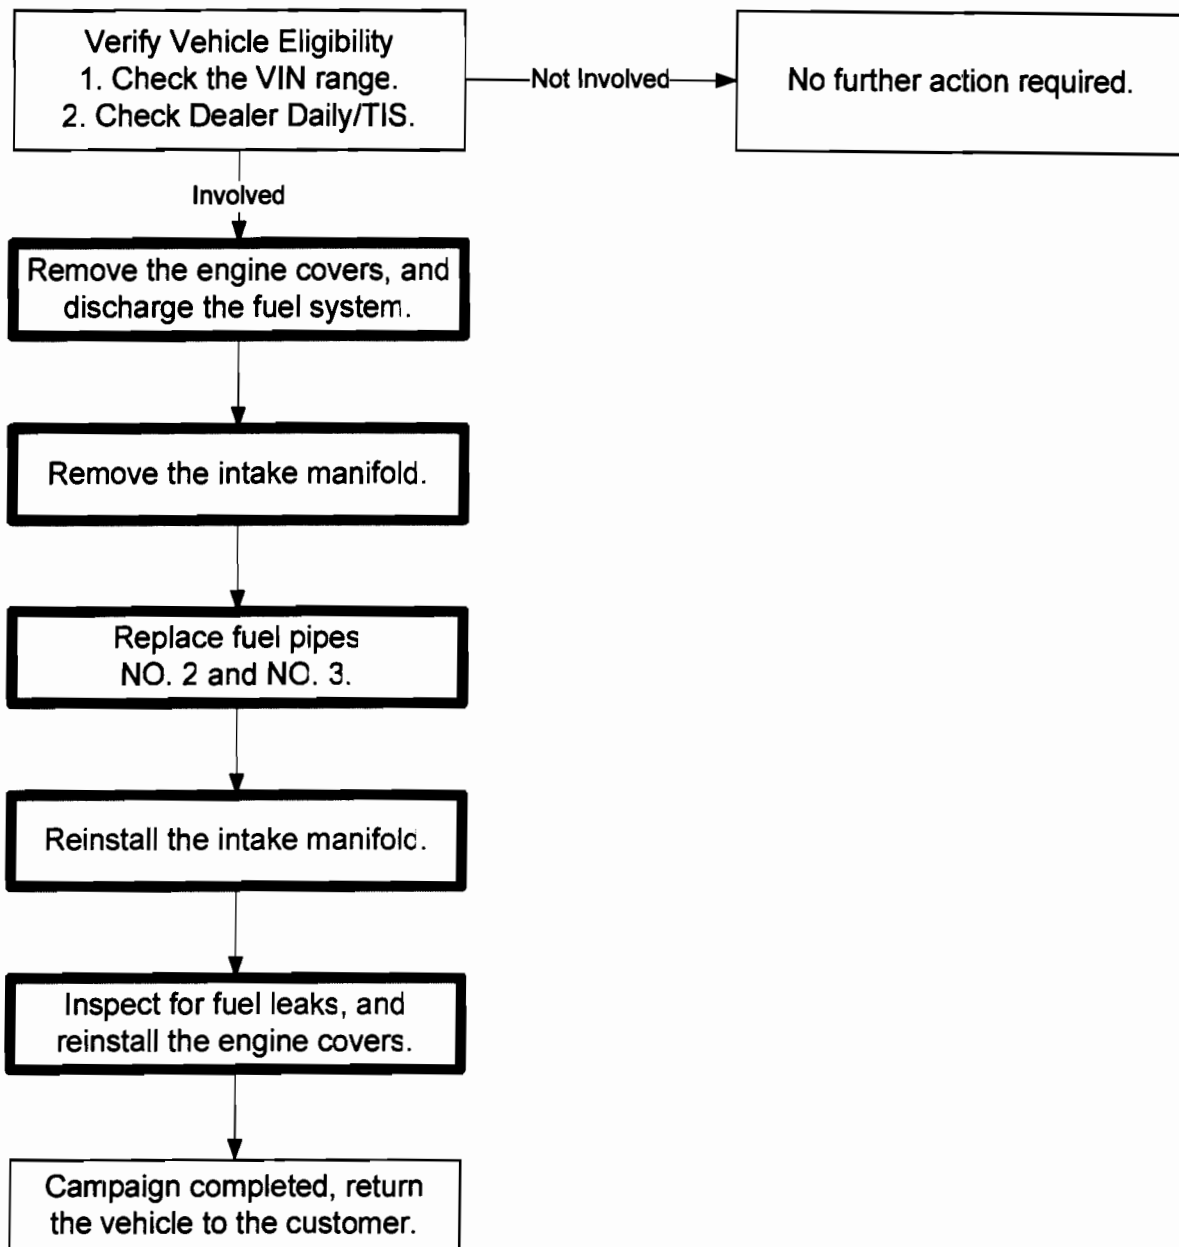 Verify Vehicle Eligibility
1. Check the VIN range.
2. Check Dealer Daily/TIS.
Not Involved
No further action required.
Involved
Remove the engine covers, and
discharge the fuel system.
Remove the intake manifold.
Replace fuel pipes
NO. 2 and NO. 3.
Reinstall the intake manifold.
Inspect for fuel leaks, and
reinstall the engine covers.
Campaign completed, return
the vehicle to the customer.